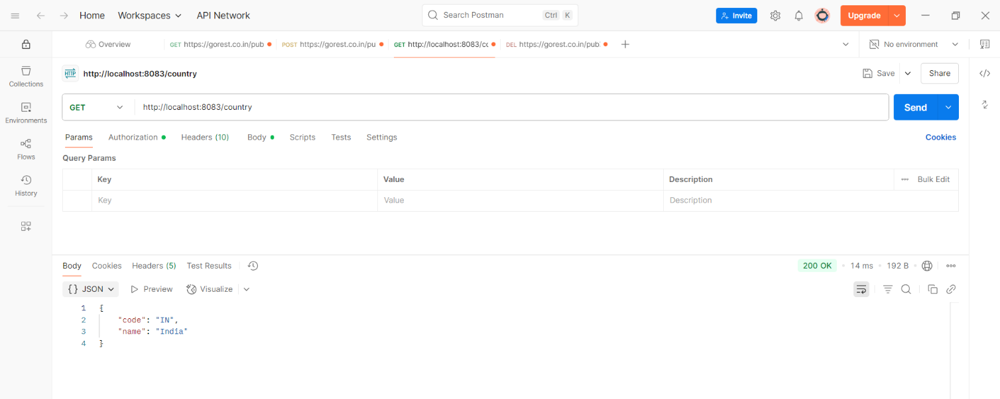 Home Workspaces API Network Search Postman Ctrl K Invite Upgrade
Overview GET https://gorest.co.in/pub POST https://gorest.co.in/pu GET http://localhost:8083/cc DEL https://gorest.co.in/pub No environment
HTTP http://localhost:8083/country Save Share
Collections
GET http://localhost:8083/country Send
Environments
Params Authorization Headers (10) Body Scripts Tests Settings Cookies
Flows
Query Params
Key Value Description Bulk Edit
History
Key Value Description
Body Cookies Headers (5) Test Results 200 OK 14 ms 192 B
{} JSON Preview Visualize
1 {
2 "code": "IN",
3 "name": "India"
4 }